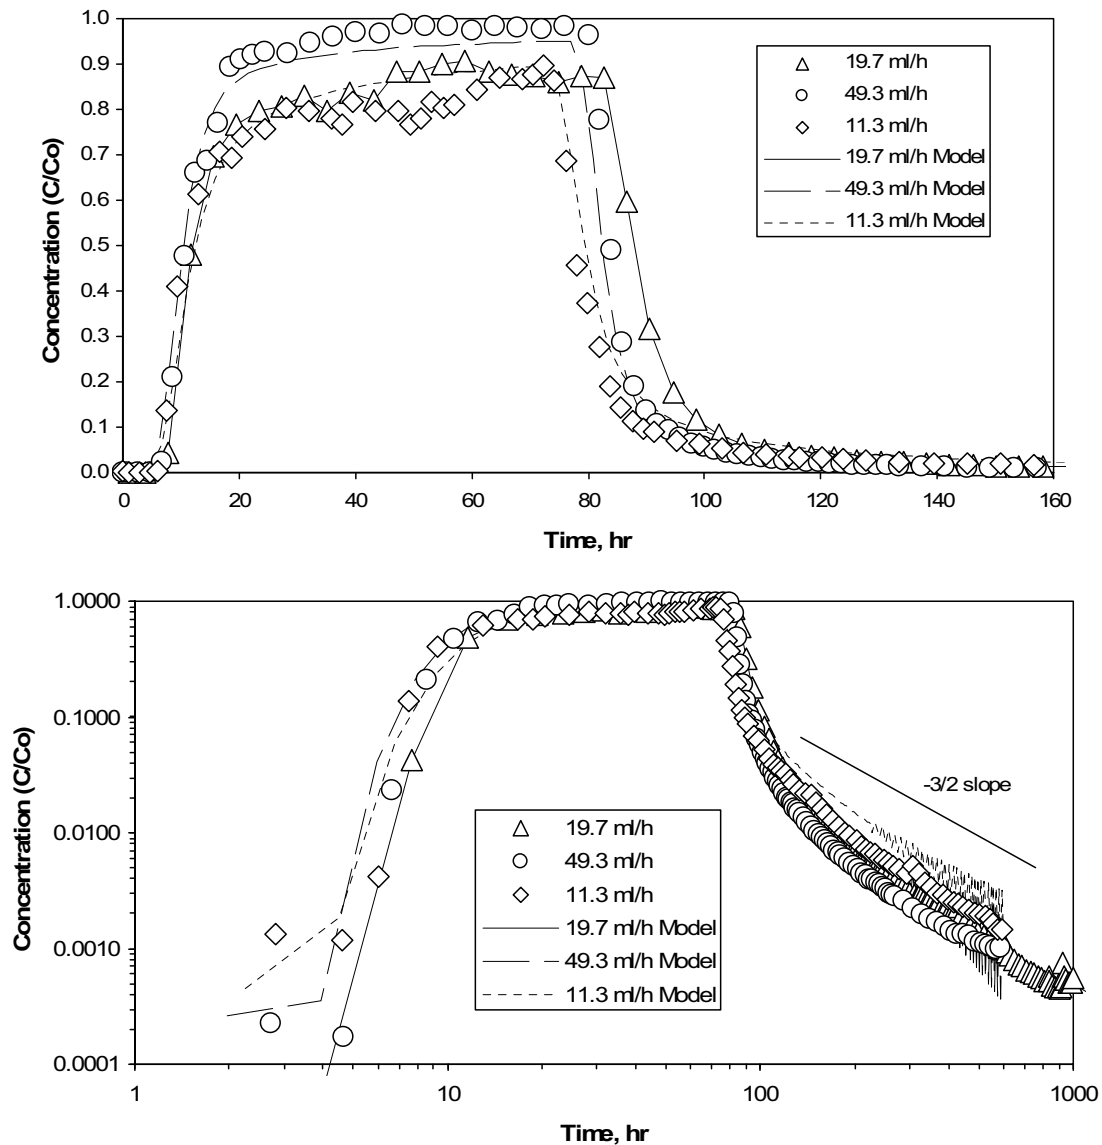 1.0
0.9
0.8
0.7
0.6
0.5
0.4
0.3
0.2
0.1
0.0
Concentration (C/Co)
19.7 ml/h
49.3 ml/h
11.3 ml/h
19.7 ml/h Model
49.3 ml/h Model
11.3 ml/h Model
0 20 40 60 80 100 120 140 160
Time, hr
1.0000
0.1000
0.0100
0.0010
0.0001
Concentration (C/Co)
-3/2 slope
19.7 ml/h
49.3 ml/h
11.3 ml/h
19.7 ml/h Model
49.3 ml/h Model
11.3 ml/h Model
1 10 100 1000
Time, hr